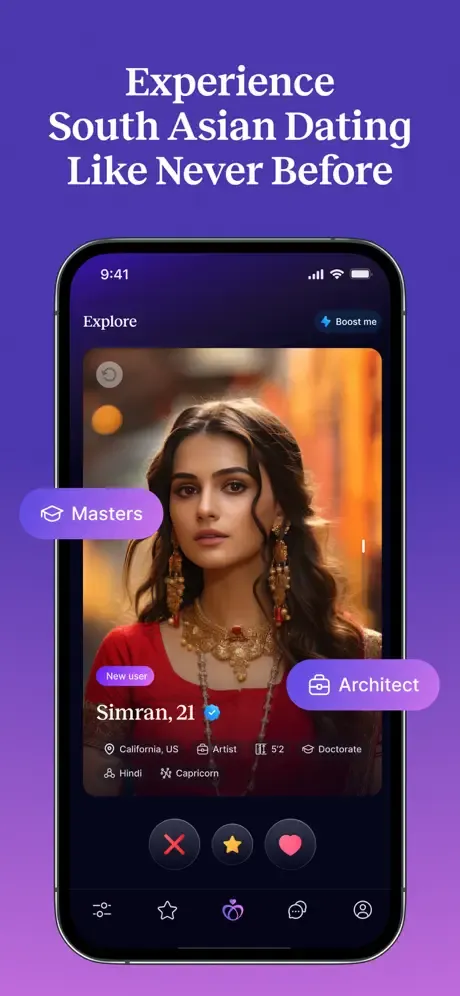 Experience
South Asian Dating
Like Never Before
9:41
Explore
Boost me
Masters
New user
Architect
Simran, 21
California, US Artist 5'2 Doctorate
Hindi Capricorn